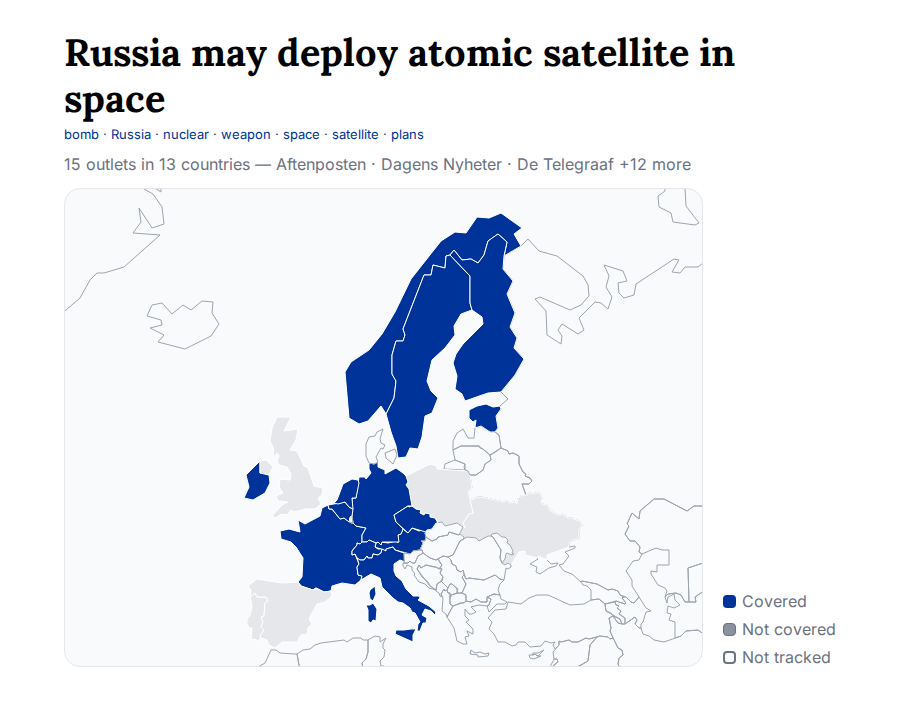 Russia may deploy atomic satellite in
space
bomb · Russia · nuclear · weapon · space · satellite · plans
15 outlets in 13 countries — Aftenposten · Dagens Nyheter · De Telegraaf +12 more
Covered
Not covered
Not tracked